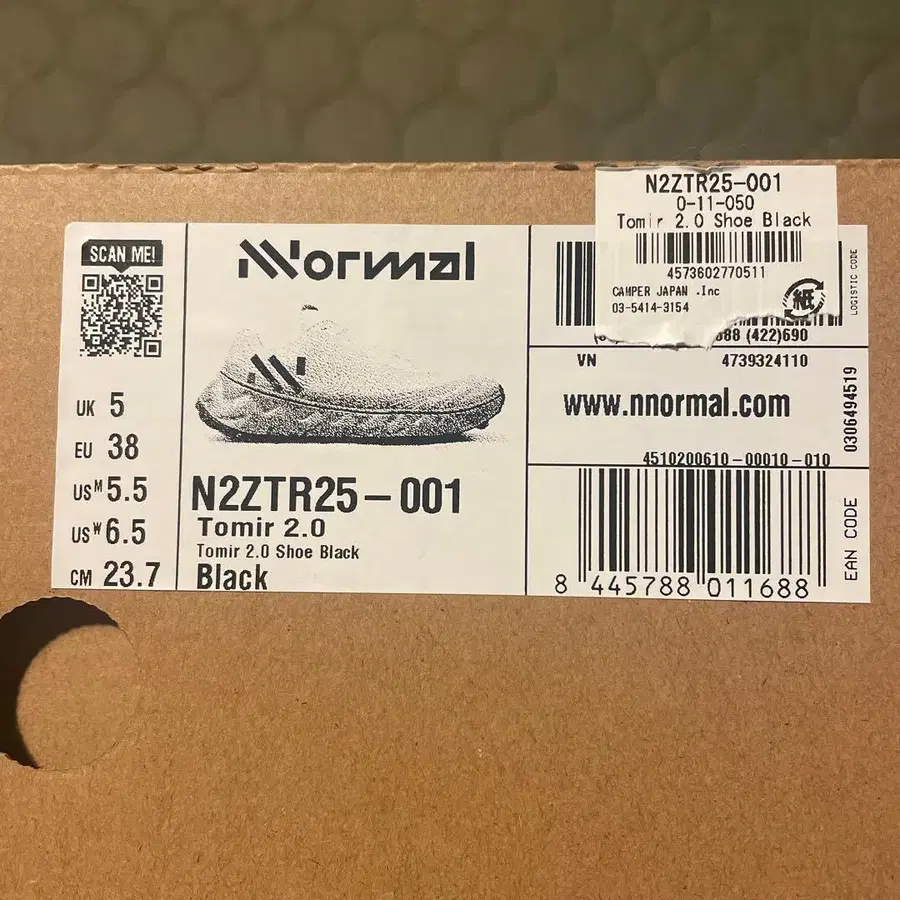 SCAN ME!
UK 5
EU 38
US M 5.5
US W 6.5
CM 23.7
NNormal
N2ZTR25-001
Tomir 2.0
Tomir 2.0 Shoe Black
Black
N2ZTR25-001
0-11-050
Tomir 2.0 Shoe Black
4573602770511
CAMPER JAPAN .Inc
03-5414-3154
紙
LOGISTIC CODE
688 (422)690
VN 4739324110
www.nnormal.com
0306494519
4510200610-00010-010
8 445788 011688
EAN CODE